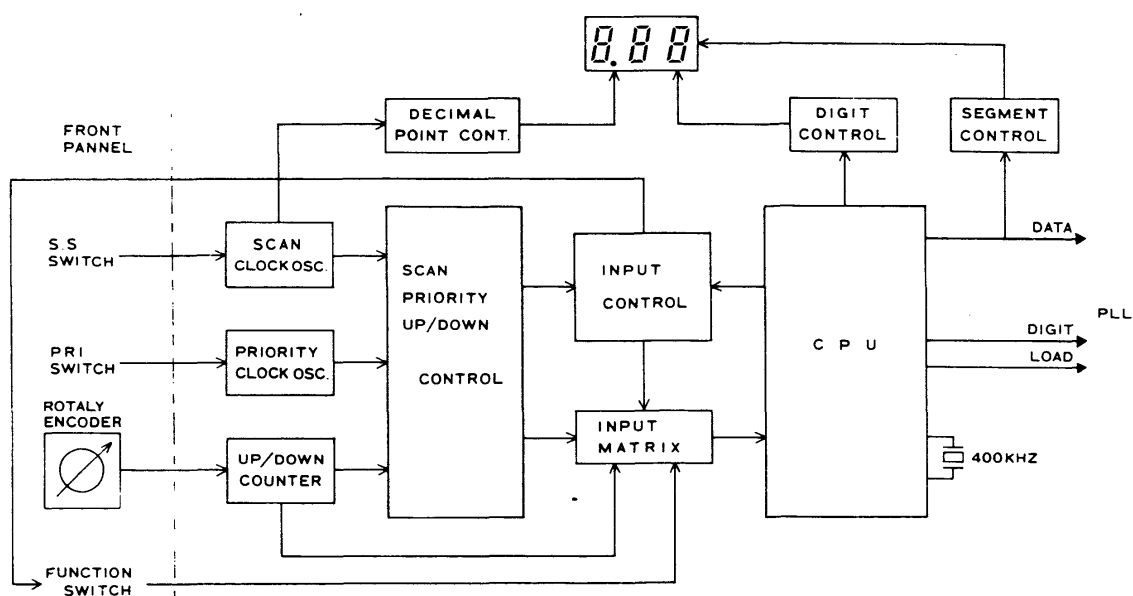 8.88
DECIMAL
POINT CONT.
DIGIT
CONTROL
SEGMENT
CONTROL
FRONT
PANNEL
S.S
SWITCH
SCAN
CLOCK OSC.
SCAN
PRIORITY
UP/DOWN
CONTROL
INPUT
CONTROL
CPU
DATA
DIGIT
LOAD
PLL
PRI
SWITCH
PRIORITY
CLOCK OSC.
ROTALY
ENCODER
UP/DOWN
COUNTER
INPUT
MATRIX
400KHZ
FUNCTION
SWITCH